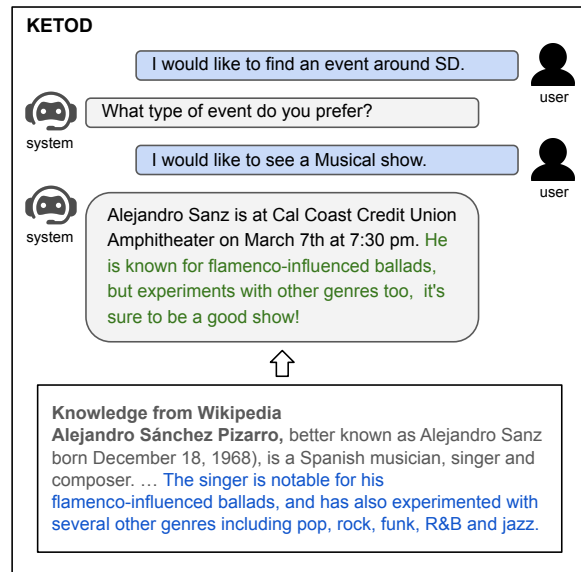 KETOD
I would like to find an event around SD.
user
What type of event do you prefer?
system
I would like to see a Musical show.
user
system
Alejandro Sanz is at Cal Coast Credit Union
Amphitheater on March 7th at 7:30 pm. He
is known for flamenco-influenced ballads,
but experiments with other genres too, it's
sure to be a good show!
Knowledge from Wikipedia
Alejandro Sánchez Pizarro, better known as Alejandro Sanz
born December 18, 1968), is a Spanish musician, singer and
composer. … The singer is notable for his
flamenco-influenced ballads, and has also experimented with
several other genres including pop, rock, funk, R&B and jazz.